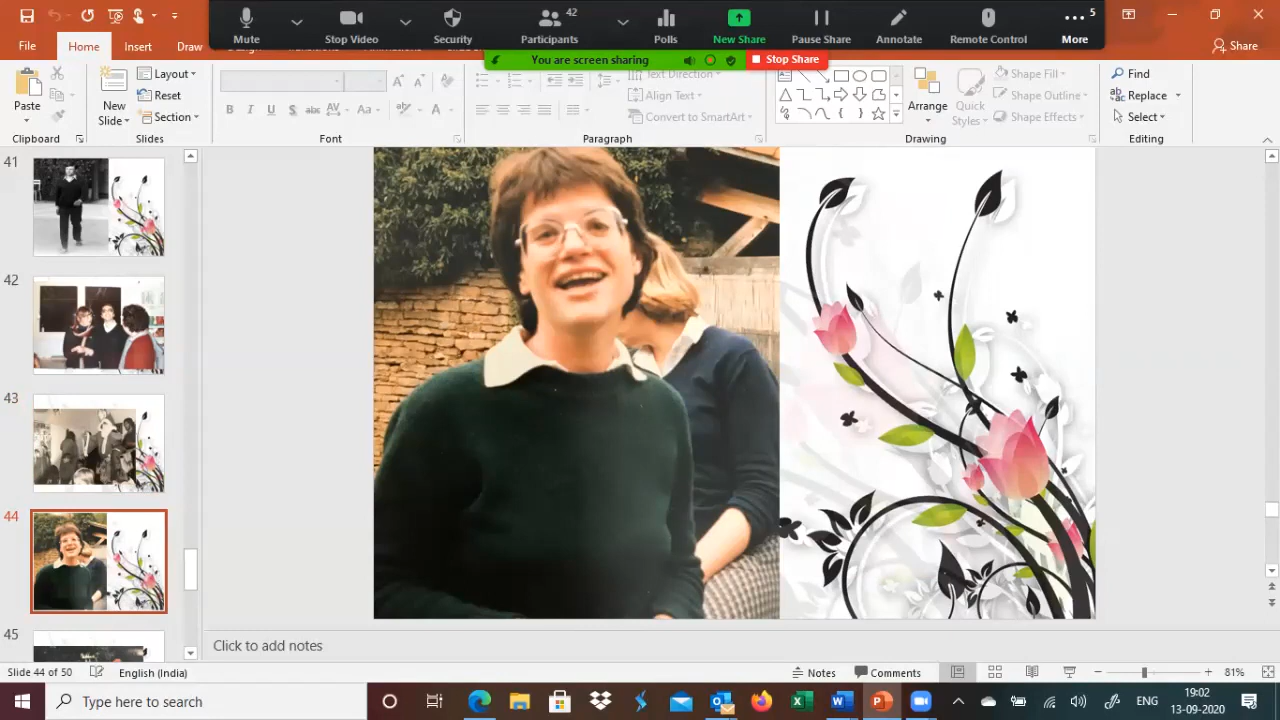 42
5
Mute
Stop Video
Security
Participants
Polls
New Share
Pause Share
Annotate
Remote Control
More
You are screen sharing
Stop Share
File
Home
Insert
Draw
Share
Paste
New Slide
Layout
Reset
Section
B I U S abc AV Aa A
Text Direction
Align Text
Convert to SmartArt
Arrange
Quick Styles
Shape Fill
Shape Outline
Shape Effects
Find
Replace
Select
Clipboard
Slides
Font
Paragraph
Drawing
Editing
41
42
43
44
45
Click to add notes
Slide 44 of 50
English (India)
Notes
Comments
81%
Type here to search
ENG
19:02
13-09-2020